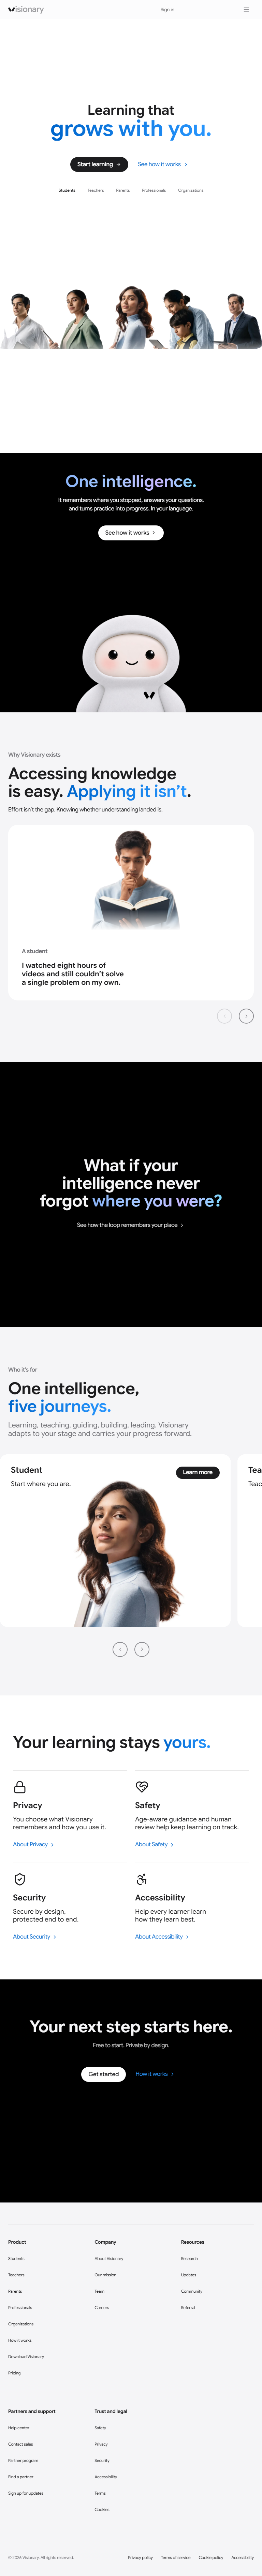 Visionary
Sign in
Learning that
grows with you.
Start learning
See how it works
Students
Teachers
Parents
Professionals
Organizations
One intelligence.
It remembers where you stopped, answers your questions,
and turns practice into progress. In your language.
See how it works
Why Visionary exists
Accessing knowledge
is easy. Applying it isn't.
Effort isn't the gap. Knowing whether understanding landed is.
A student
I watched eight hours of
videos and still couldn't solve
a single problem on my own.
What if your
intelligence never
forgot where you were?
See how the loop remembers your place
Who it's for
One intelligence,
five journeys.
Learning, teaching, guiding, building, leading. Visionary
adapts to your stage and carries your progress forward.
Student
Learn more
Start where you are.
Tea
Teac
Your learning stays yours.
Privacy
You choose what Visionary
remembers and how you use it.
About Privacy
Safety
Age-aware guidance and human
review help keep learning on track.
About Safety
Security
Secure by design,
protected end to end.
About Security
Accessibility
Help every learner learn
how they learn best.
About Accessibility
Your next step starts here.
Free to start. Private by design.
Get started
How it works
Product
Students
Teachers
Parents
Professionals
Organizations
How it works
Download Visionary
Pricing
Company
About Visionary
Our mission
Team
Careers
Resources
Research
Updates
Community
Referral
Partners and support
Help center
Contact sales
Partner program
Find a partner
Sign up for updates
Trust and legal
Safety
Privacy
Security
Accessibility
Terms
Cookies
© 2026 Visionary. All rights reserved.
Privacy policy
Terms of service
Cookie policy
Accessibility